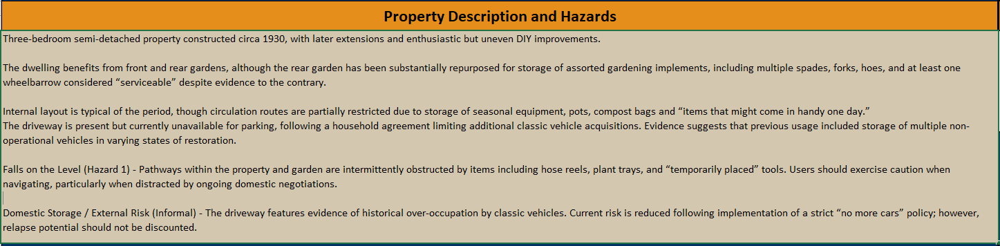 Property Description and Hazards
Three-bedroom semi-detached property constructed circa 1930, with later extensions and enthusiastic but uneven DIY improvements.
The dwelling benefits from front and rear gardens, although the rear garden has been substantially repurposed for storage of assorted gardening implements, including multiple spades, forks, hoes, and at least one
wheelbarrow considered “serviceable” despite evidence to the contrary.
Internal layout is typical of the period, though circulation routes are partially restricted due to storage of seasonal equipment, pots, compost bags and “items that might come in handy one day.”
The driveway is present but currently unavailable for parking, following a household agreement limiting additional classic vehicle acquisitions. Evidence suggests that previous usage included storage of multiple non-
operational vehicles in varying states of restoration.
Falls on the Level (Hazard 1) - Pathways within the property and garden are intermittently obstructed by items including hose reels, plant trays, and “temporarily placed” tools. Users should exercise caution when
navigating, particularly when distracted by ongoing domestic negotiations.
Domestic Storage / External Risk (Informal) - The driveway features evidence of historical over-occupation by classic vehicles. Current risk is reduced following implementation of a strict “no more cars” policy; however,
relapse potential should not be discounted.